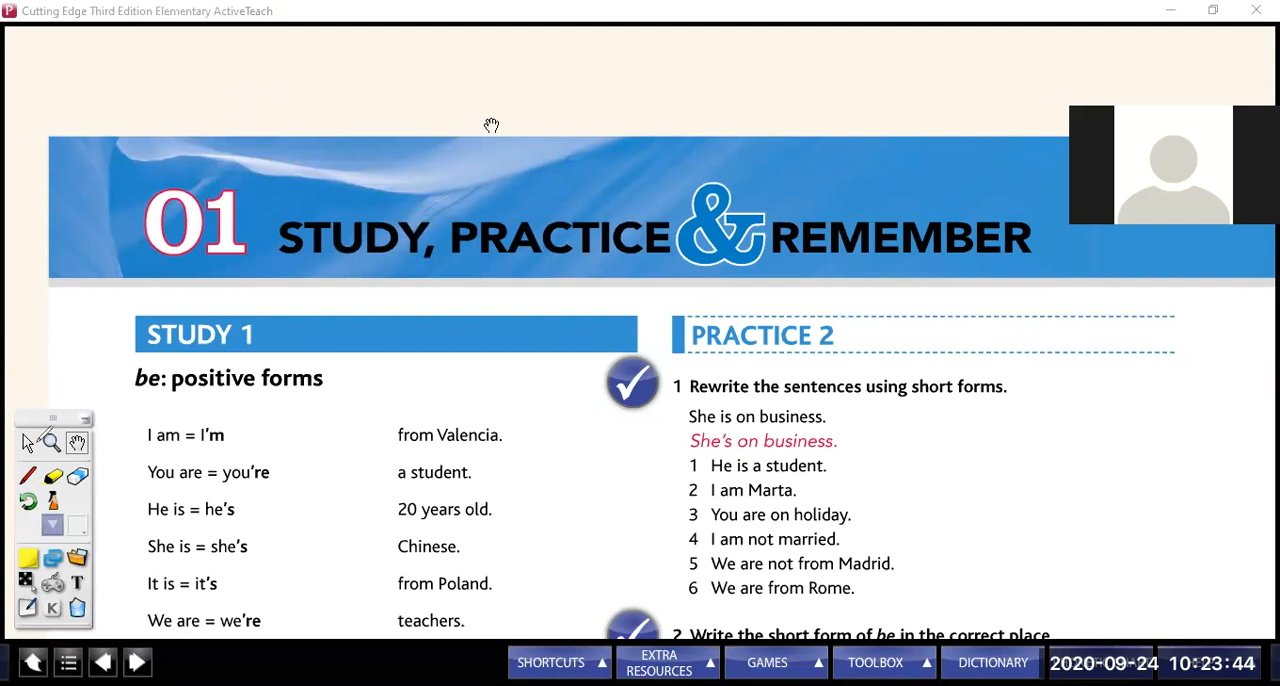 Cutting Edge Third Edition Elementary ActiveTeach
01 STUDY, PRACTICE & REMEMBER
STUDY 1
be: positive forms
I am = I'm from Valencia.
You are = you're a student.
He is = he's 20 years old.
She is = she's Chinese.
It is = it's from Poland.
We are = we're teachers.
PRACTICE 2
1 Rewrite the sentences using short forms.
She is on business.
She's on business.
1 He is a student.
2 I am Marta.
3 You are on holiday.
4 I am not married.
5 We are not from Madrid.
6 We are from Rome.
2 Write the short form of be in the correct place
SHORTCUTS
EXTRA
RESOURCES
GAMES
TOOLBOX
DICTIONARY
2020-09-24 10:23:44